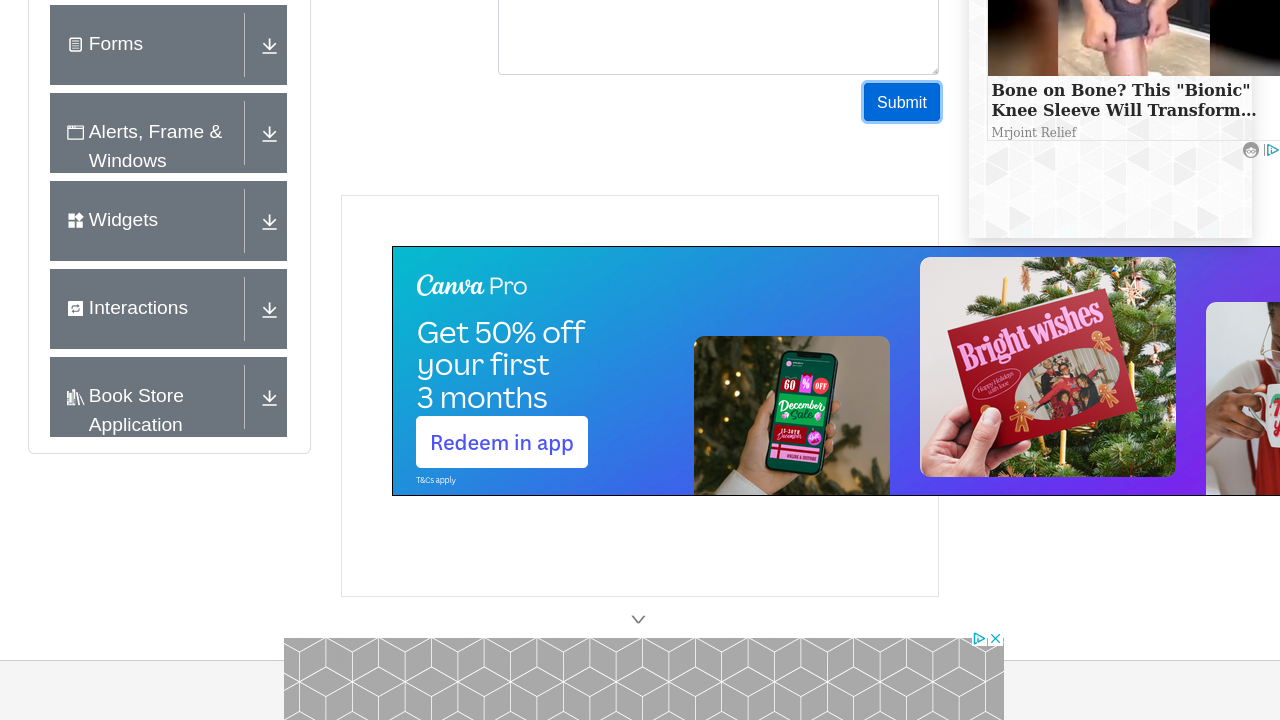 Forms
Alerts, Frame &
Windows
Widgets
Interactions
Book Store
Application
Submit
Bone on Bone? This "Bionic"
Knee Sleeve Will Transform...
Mrjoint Relief
Canva Pro
Get 50% off
your first
3 months
Redeem in app
T&Cs apply
60 % OFF
December
Sale
Bright wishes
Happy Holidays